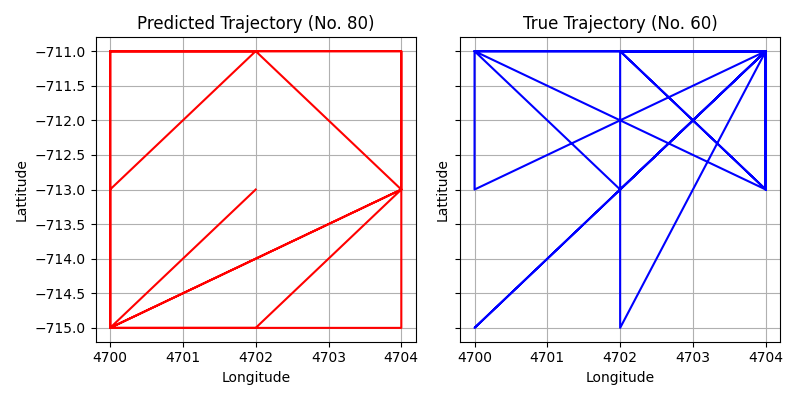 Predicted Trajectory (No. 80)
True Trajectory (No. 60)
−711.0
−711.5
−712.0
−712.5
−713.0
−713.5
−714.0
−714.5
−715.0
Lattitude
Lattitude
4700 4701 4702 4703 4704
4700 4701 4702 4703 4704
Longitude
Longitude